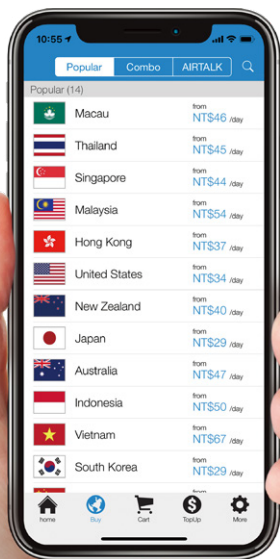 10:55
Popular Combo AIRTALK
Popular (14)
Macau from NT$46 /day
Thailand from NT$45 /day
Singapore from NT$44 /day
Malaysia from NT$54 /day
Hong Kong from NT$37 /day
United States from NT$34 /day
New Zealand from NT$40 /day
Japan from NT$29 /day
Australia from NT$47 /day
Indonesia from NT$50 /day
Vietnam from NT$67 /day
South Korea from NT$29 /day
from
home Buy Cart TopUp More